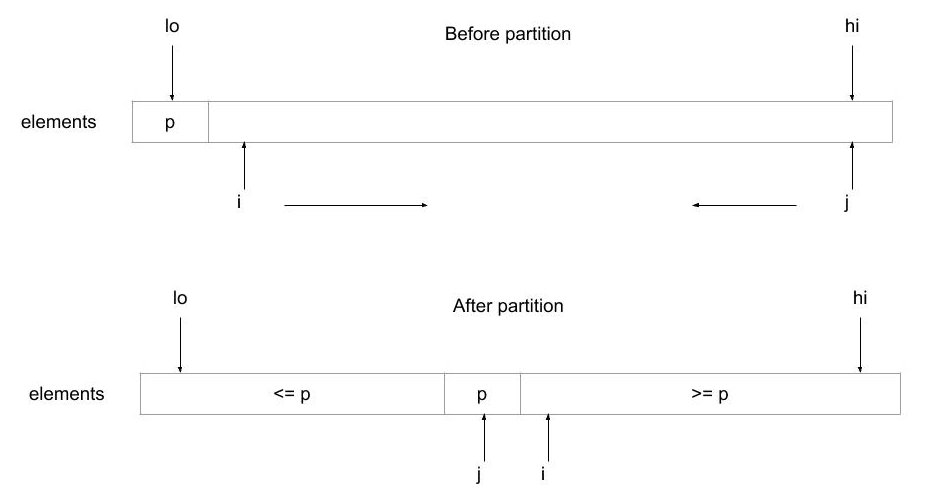 lo Before partition hi
elements p
i j
lo After partition hi
elements <= p p >= p
j i